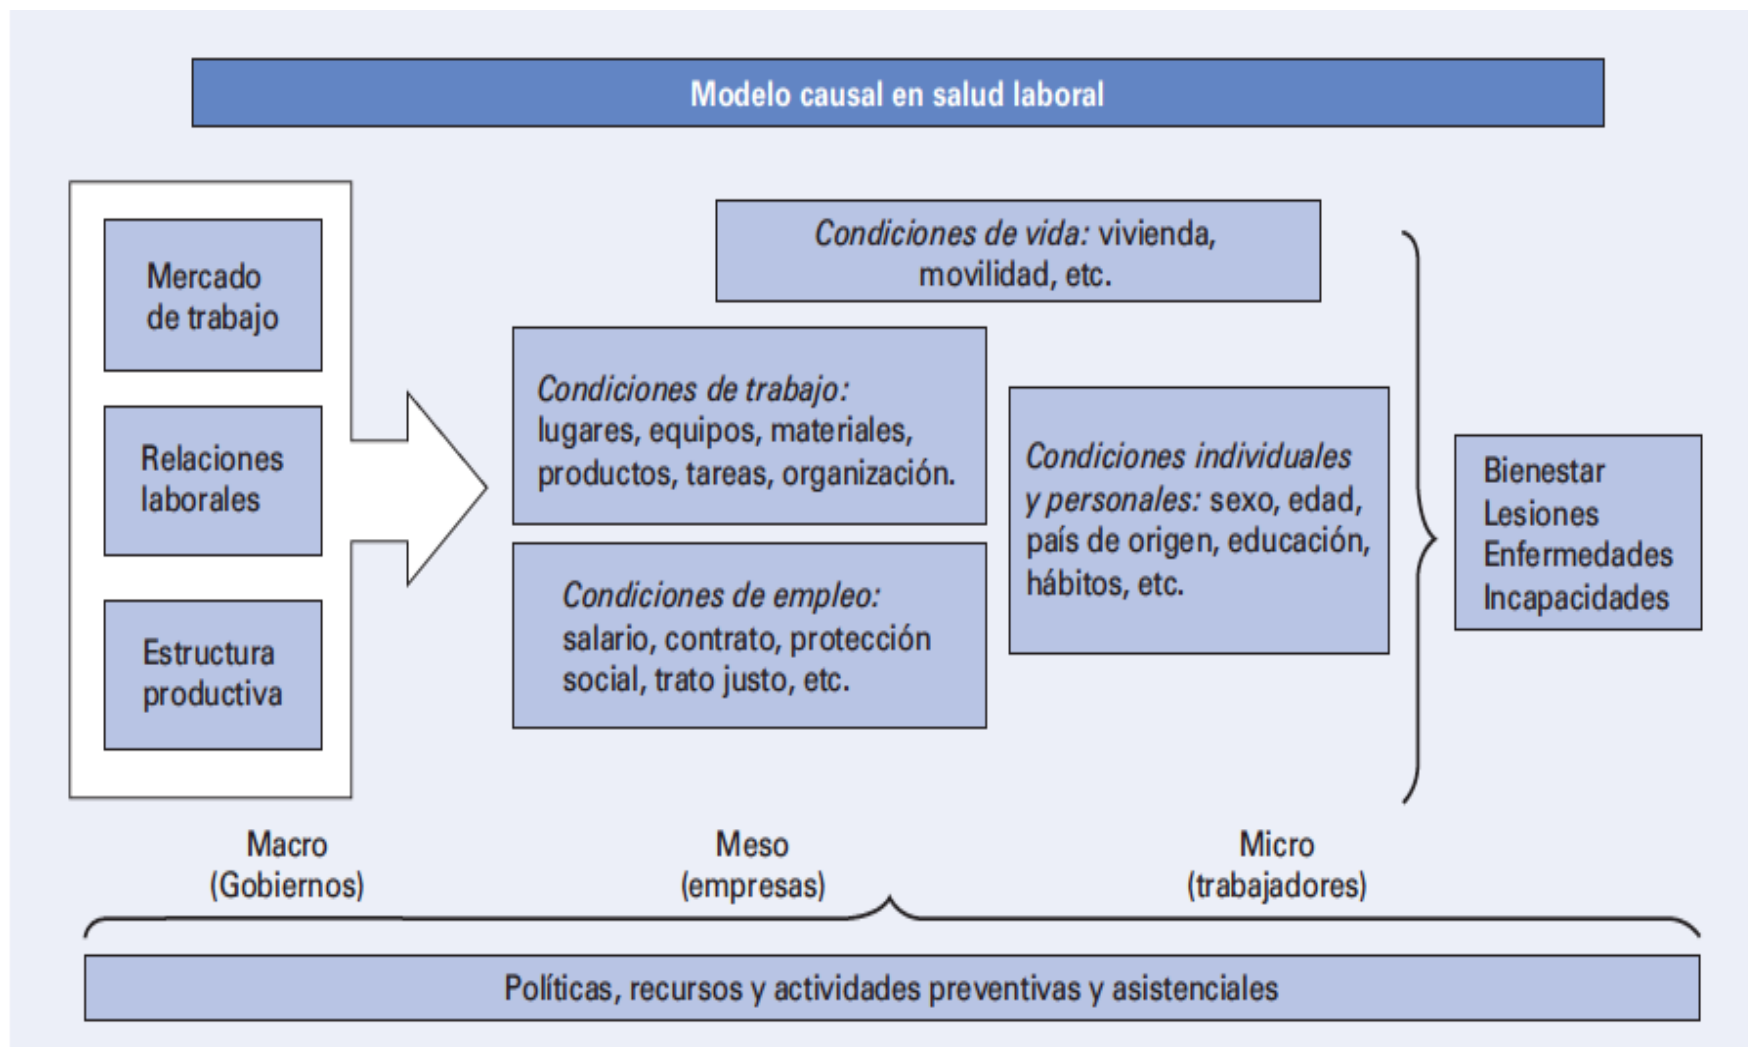 Modelo causal en salud laboral
Mercado
de trabajo
Relaciones
laborales
Estructura
productiva
Condiciones de vida: vivienda,
movilidad, etc.
Condiciones de trabajo:
lugares, equipos, materiales,
productos, tareas, organización.
Condiciones de empleo:
salario, contrato, protección
social, trato justo, etc.
Condiciones individuales
y personales: sexo, edad,
país de origen, educación,
hábitos, etc.
Bienestar
Lesiones
Enfermedades
Incapacidades
Macro
(Gobiernos)
Meso
(empresas)
Micro
(trabajadores)
Políticas, recursos y actividades preventivas y asistenciales